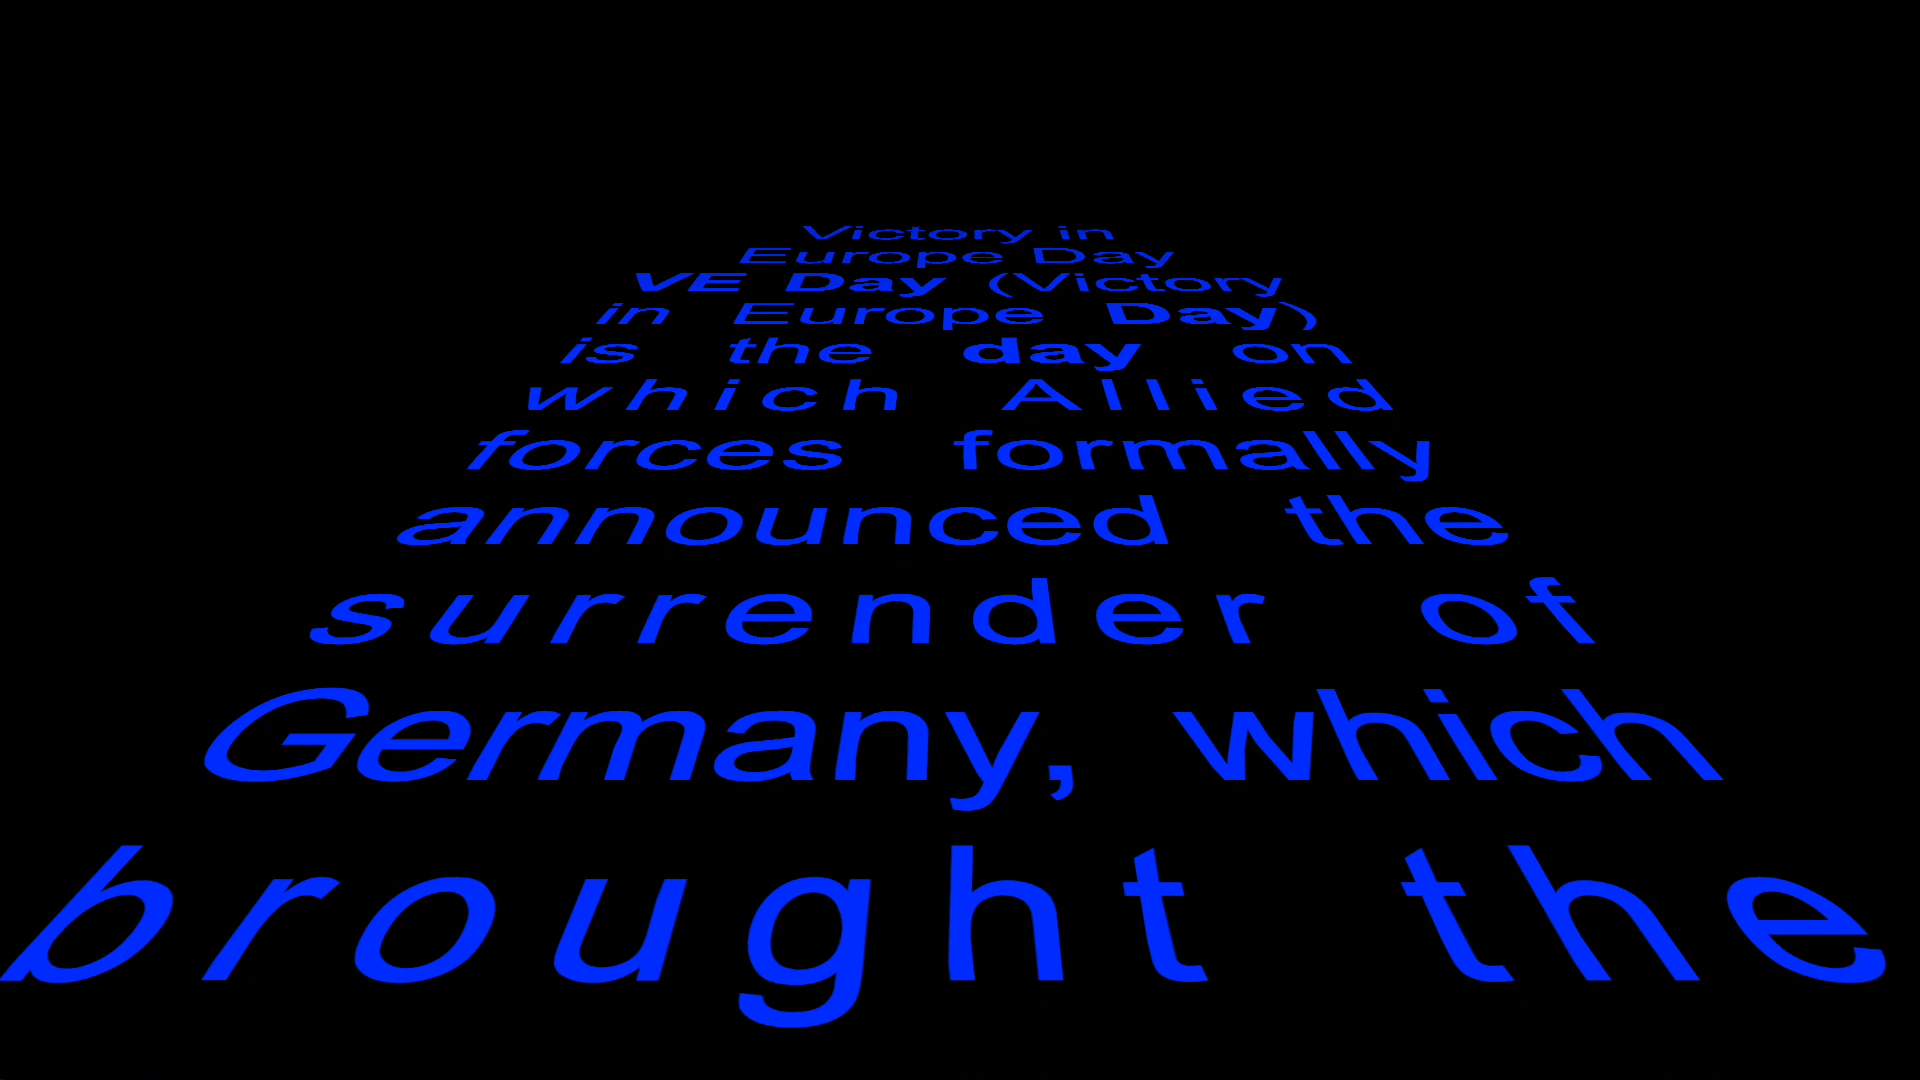 Victory in
Europe Day
VE Day (Victory
in Europe Day)
is the day on
which Allied
forces formally
announced the
surrender of
Germany, which
brought the